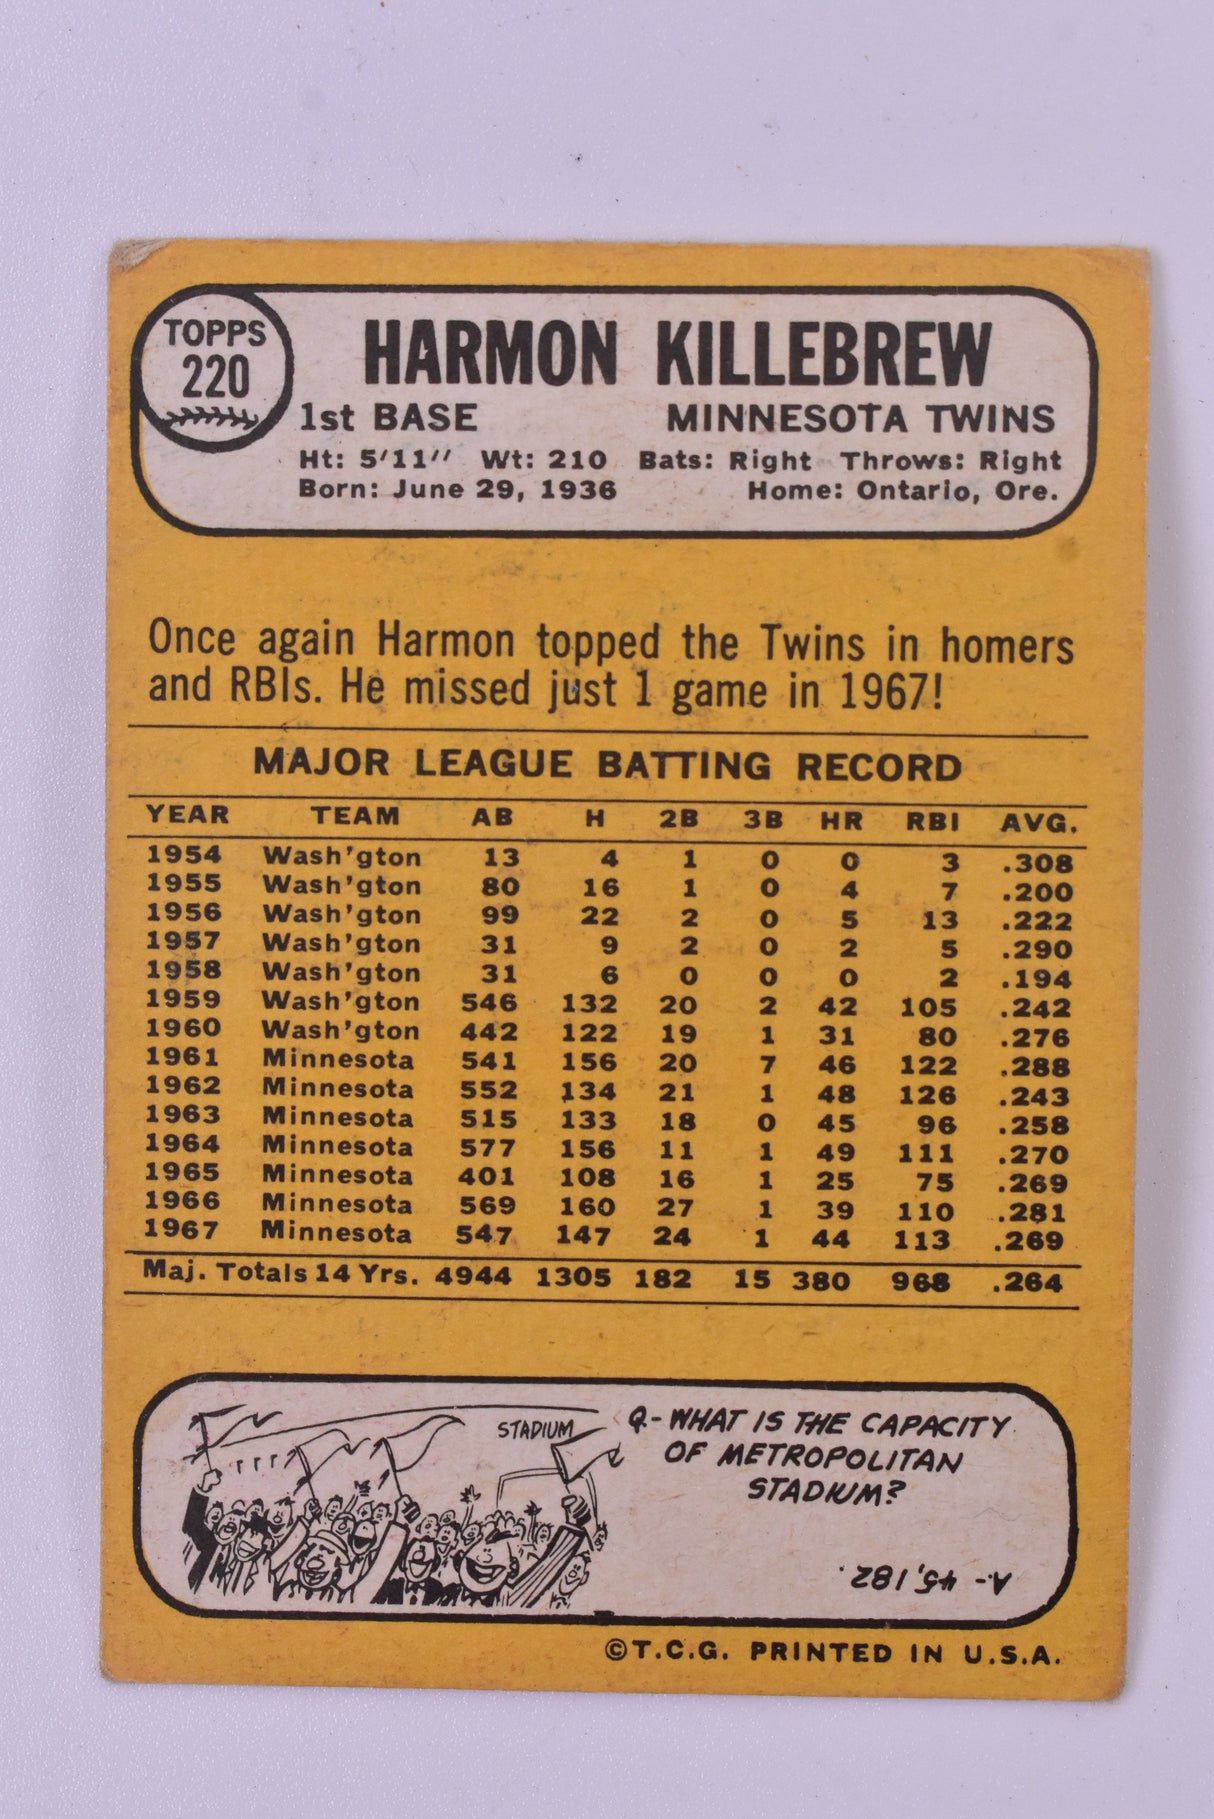 TOPPS
220
HARMON KILLEBREW
1st BASE MINNESOTA TWINS
Ht: 5'11" Wt: 210 Bats: Right Throws: Right
Born: June 29, 1936 Home: Ontario, Ore.
Once again Harmon topped the Twins in homers
and RBIs. He missed just 1 game in 1967!
MAJOR LEAGUE BATTING RECORD
YEAR TEAM AB H 2B 3B HR RBI AVG.
1954 Wash'gton 13 4 1 0 0 3 .308
1955 Wash'gton 80 16 1 0 4 7 .200
1956 Wash'gton 99 22 2 0 5 13 .222
1957 Wash'gton 31 9 2 0 2 5 .290
1958 Wash'gton 31 6 0 0 0 2 .194
1959 Wash'gton 546 132 20 2 42 105 .242
1960 Wash'gton 442 122 19 1 31 80 .276
1961 Minnesota 541 156 20 7 46 122 .288
1962 Minnesota 552 134 21 1 48 126 .243
1963 Minnesota 515 133 18 0 45 96 .258
1964 Minnesota 577 156 11 1 49 111 .270
1965 Minnesota 401 108 16 1 25 75 .269
1966 Minnesota 569 160 27 1 39 110 .281
1967 Minnesota 547 147 24 1 44 113 .269
Maj. Totals 14 Yrs. 4944 1305 182 15 380 968 .264
STADIUM
Q-WHAT IS THE CAPACITY
OF METROPOLITAN
STADIUM?
A-45,182.
©T.C.G. PRINTED IN U.S.A.